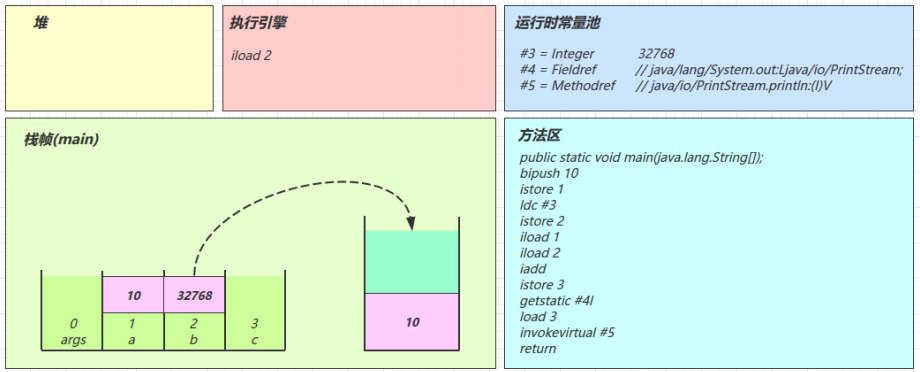 堆
执行引擎
iload 2
运行时常量池
#3 = Integer 32768
#4 = Fieldref // java/lang/System.out:Ljava/io/PrintStream;
#5 = Methodref // java/io/PrintStream.println:(I)V
栈帧(main)
10 32768
0 1 2 3
args a b c
10
方法区
public static void main(java.lang.String[]);
bipush 10
istore 1
ldc #3
istore 2
iload 1
iload 2
iadd
istore 3
getstatic #4l
load 3
invokevirtual #5
return